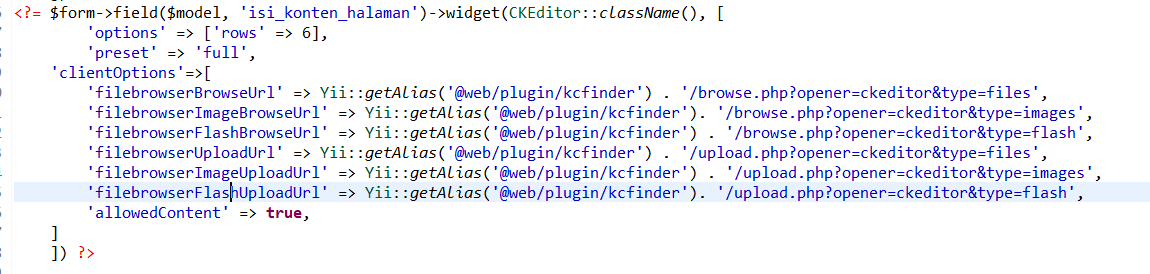 <?= $form->field($model, 'isi_konten_halaman')->widget(CKEditor::className(), [
'options' => ['rows' => 6],
'preset' => 'full',
'clientOptions'=>[
'filebrowserBrowseUrl' => Yii::getAlias('@web/plugin/kcfinder') . '/browse.php?opener=ckeditor&type=files',
'filebrowserImageBrowseUrl' => Yii::getAlias('@web/plugin/kcfinder'). '/browse.php?opener=ckeditor&type=images',
'filebrowserFlashBrowseUrl' => Yii::getAlias('@web/plugin/kcfinder') . '/browse.php?opener=ckeditor&type=flash',
'filebrowserUploadUrl' => Yii::getAlias('@web/plugin/kcfinder') . '/upload.php?opener=ckeditor&type=files',
'filebrowserImageUploadUrl' => Yii::getAlias('@web/plugin/kcfinder') . '/upload.php?opener=ckeditor&type=images',
'filebrowserFlashUploadUrl' => Yii::getAlias('@web/plugin/kcfinder'). '/upload.php?opener=ckeditor&type=flash',
'allowedContent' => true,
]
]) ?>